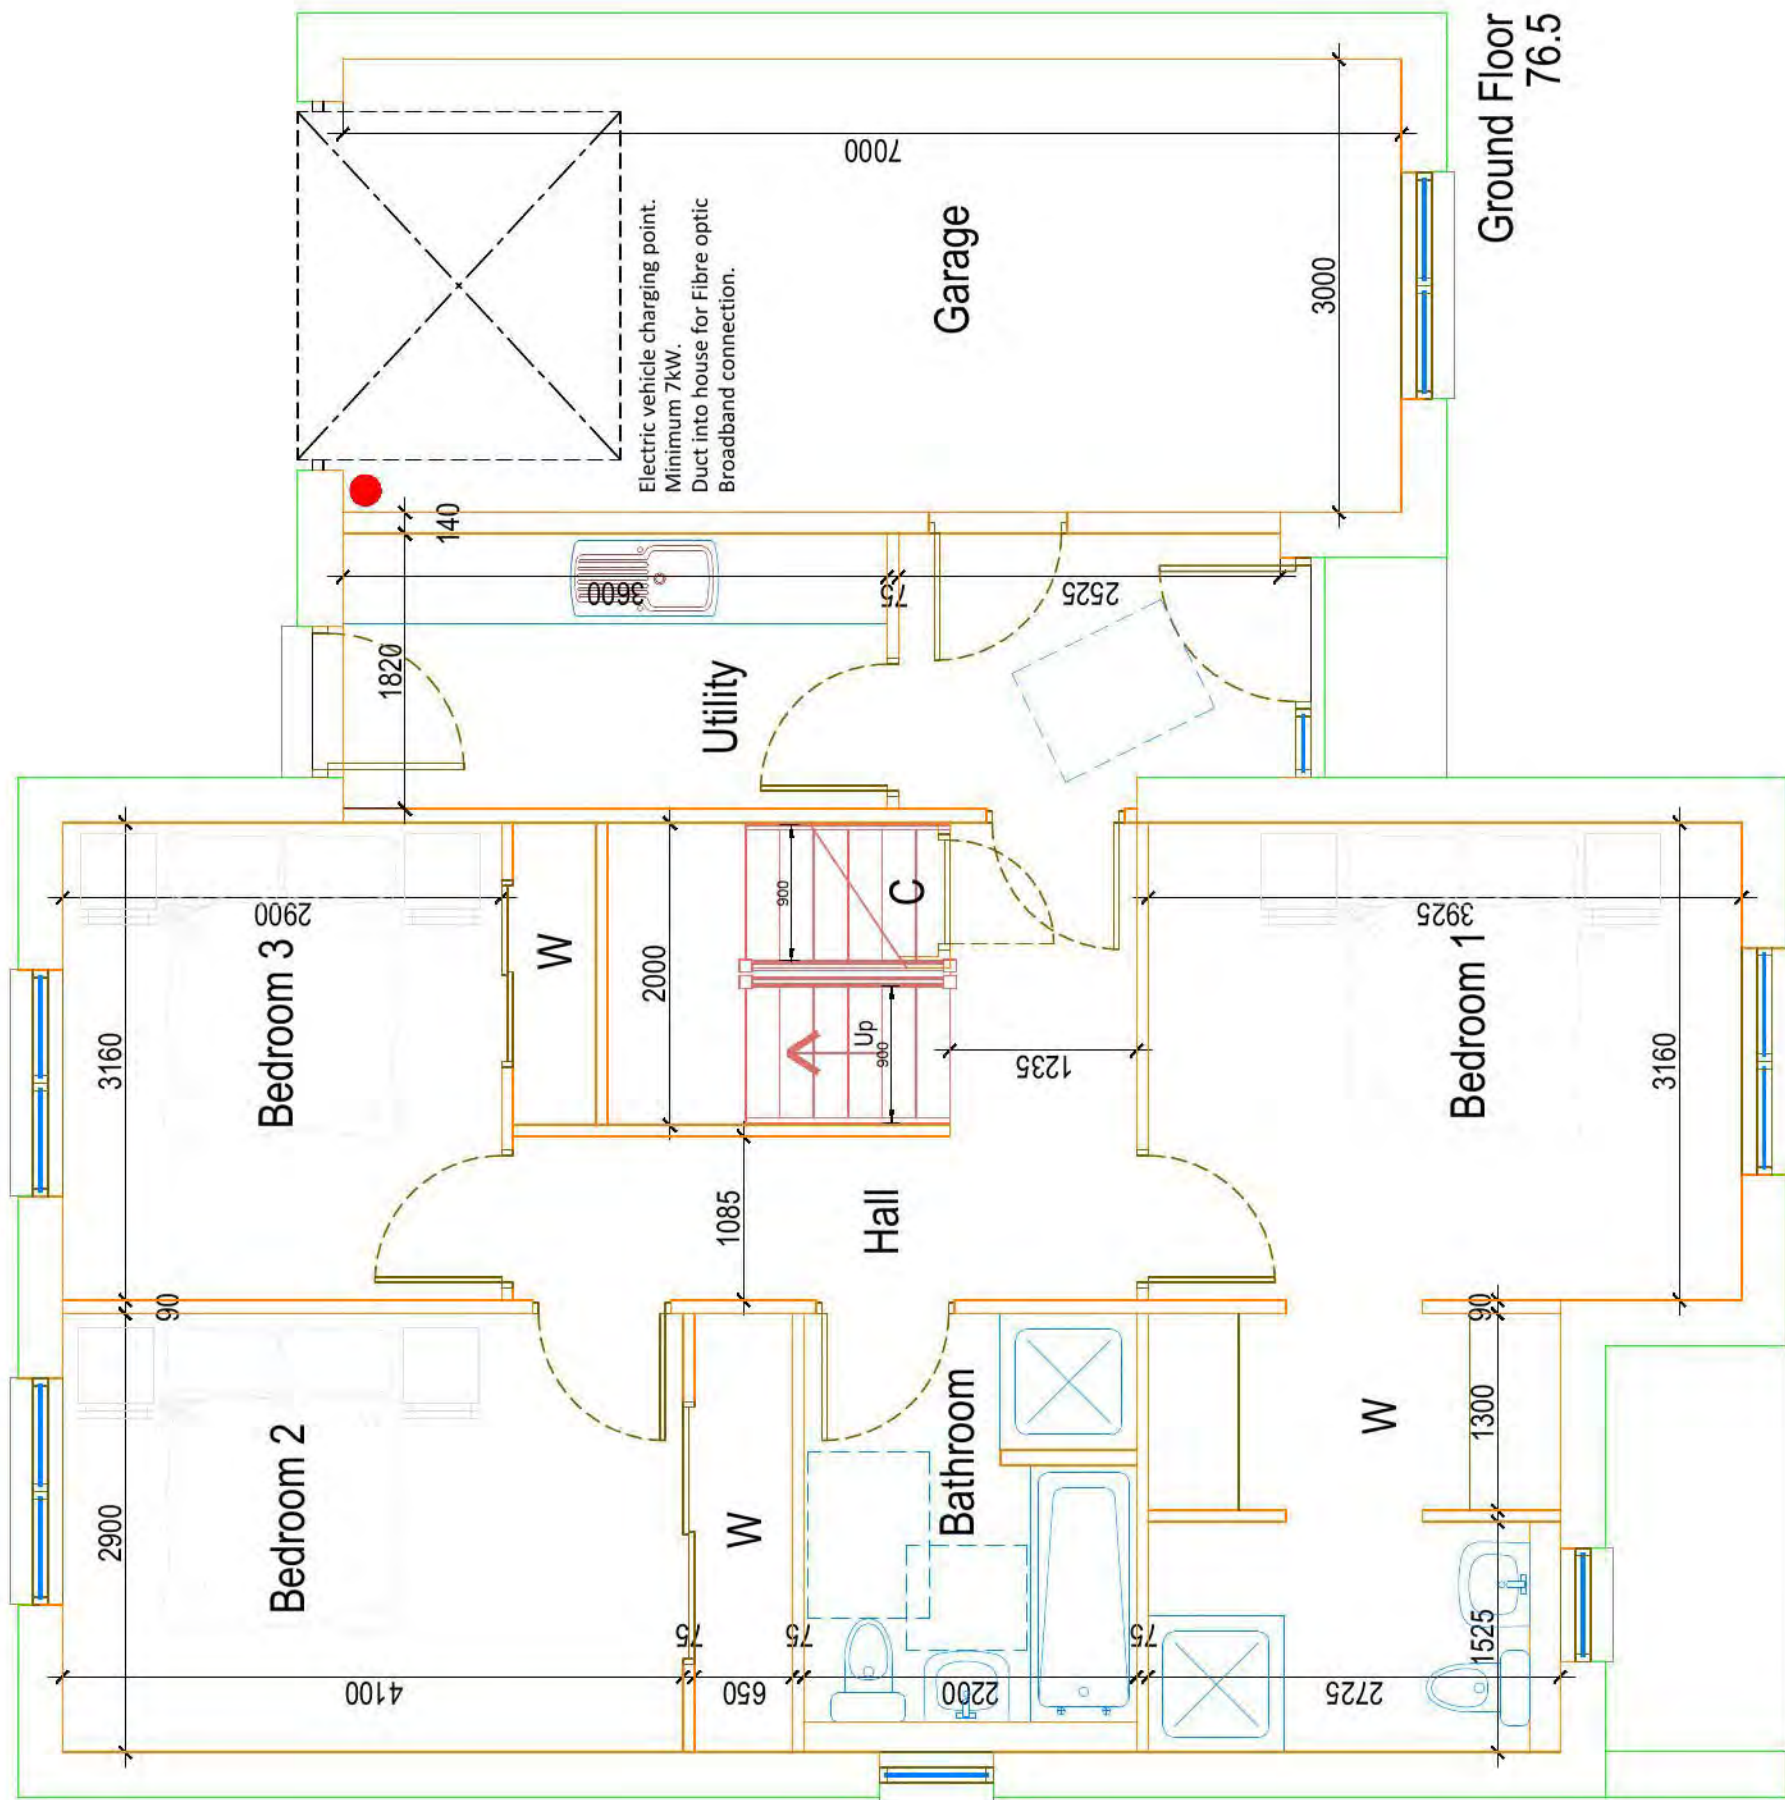 Ground Floor
76.5
7000
Garage
3000
Electric vehicle charging point.
Minimum 7kW.
Duct into house for Fibre optic
Broadband connection.
140
3600
75
2525
1820
Utility
2900
Bedroom 3
3160
W
2000
900
C
Up
900
1235
3925
Bedroom 1
3160
1085
Hall
90
90
2900
Bedroom 2
W
Bathroom
W
1300
1525
4100
75
650
75
2200
75
2725